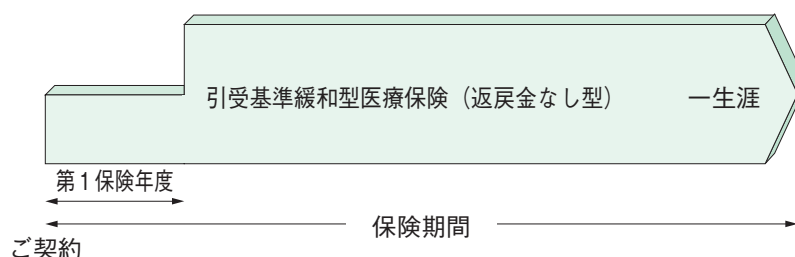 引受基準緩和型医療保険（返戻金なし型）　一生涯
第１保険年度
保険期間
ご契約